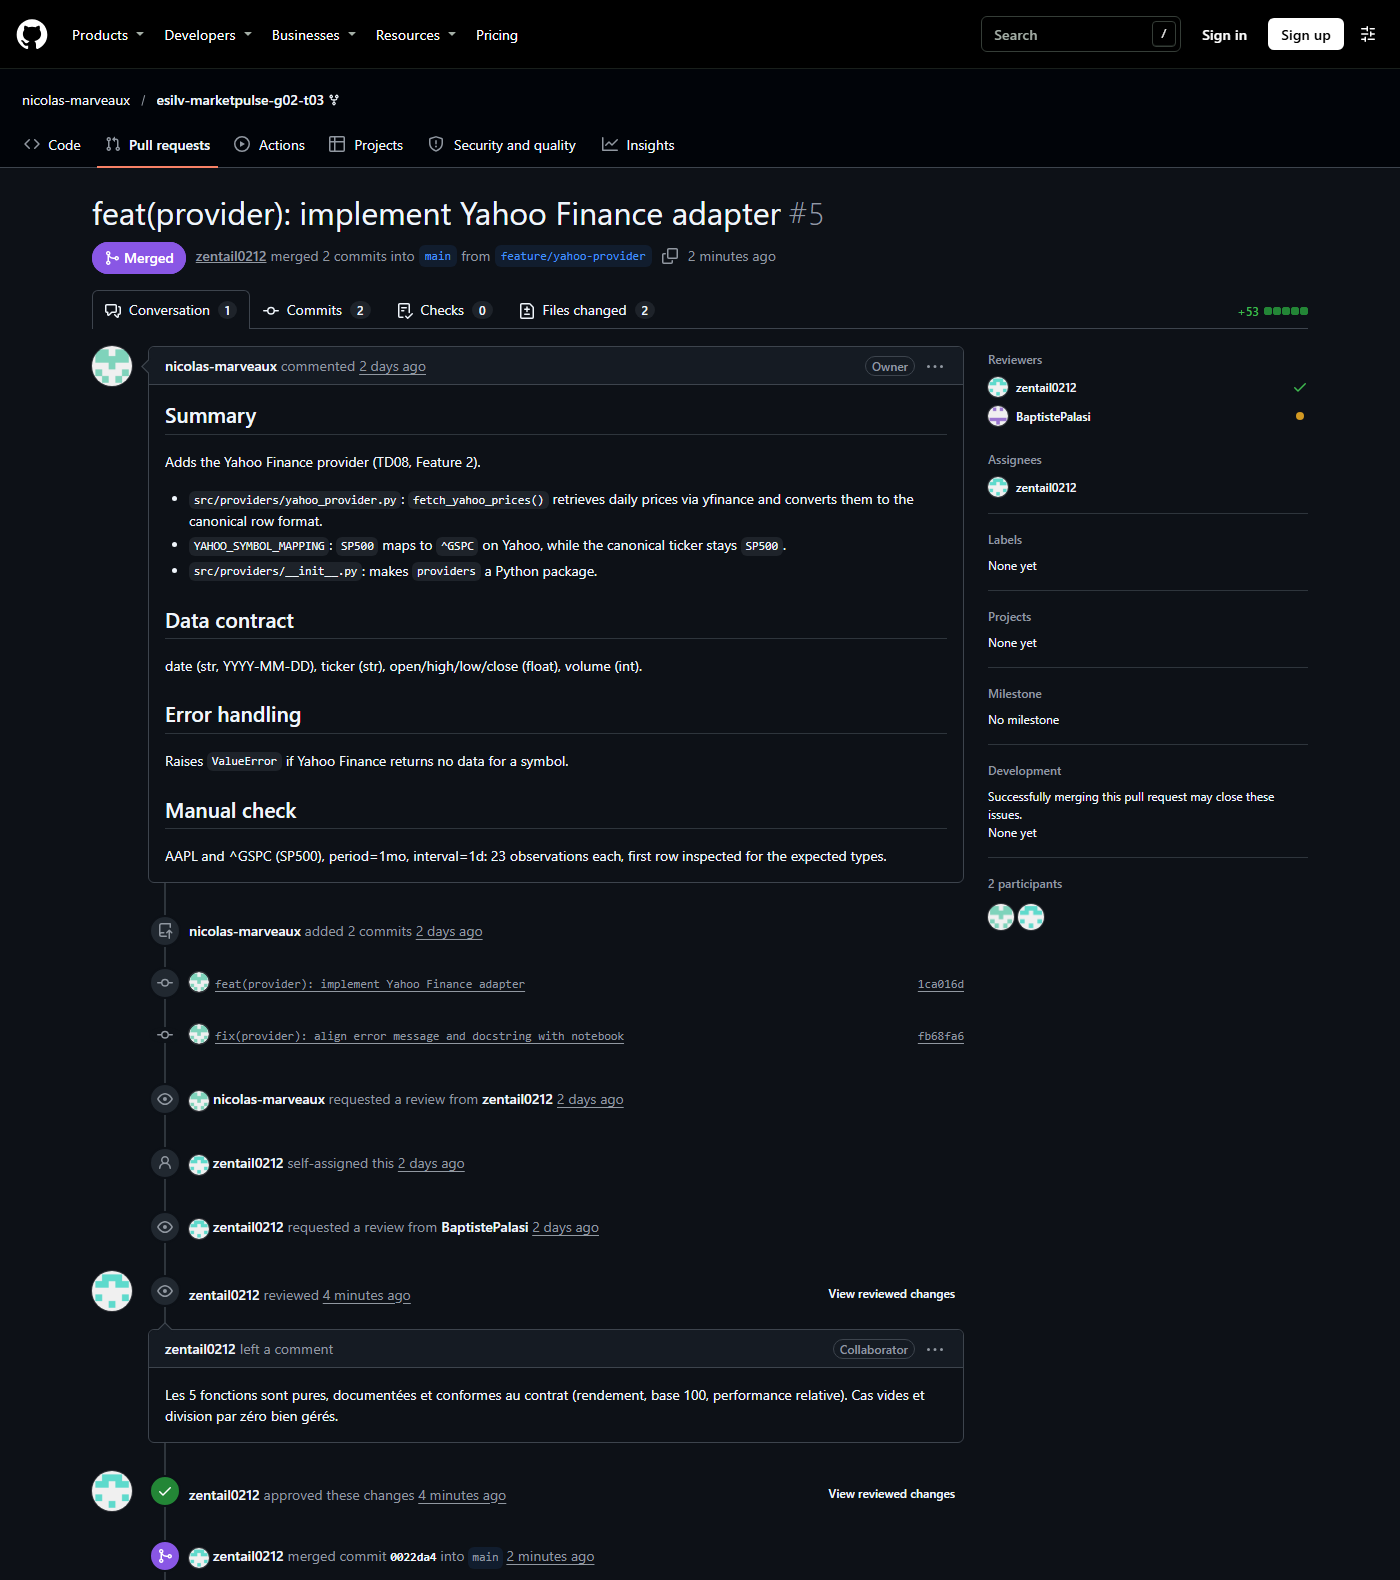 Products Developers Businesses Resources Pricing Search / Sign in Sign up
nicolas-marveaux / esilv-marketpulse-g02-t03
Code Pull requests Actions Projects Security and quality Insights
feat(provider): implement Yahoo Finance adapter #5
Merged zentail0212 merged 2 commits into main from feature/yahoo-provider 2 minutes ago
Conversation 1 Commits 2 Checks 0 Files changed 2 +53
nicolas-marveaux commented 2 days ago Owner
Summary
Adds the Yahoo Finance provider (TD08, Feature 2).
src/providers/yahoo_provider.py: fetch_yahoo_prices() retrieves daily prices via yfinance and converts them to the
canonical row format.
YAHOO_SYMBOL_MAPPING: SP500 maps to ^GSPC on Yahoo, while the canonical ticker stays SP500.
src/providers/__init__.py: makes providers a Python package.
Data contract
date (str, YYYY-MM-DD), ticker (str), open/high/low/close (float), volume (int).
Error handling
Raises ValueError if Yahoo Finance returns no data for a symbol.
Manual check
AAPL and ^GSPC (SP500), period=1mo, interval=1d: 23 observations each, first row inspected for the expected types.
nicolas-marveaux added 2 commits 2 days ago
feat(provider): implement Yahoo Finance adapter 1ca016d
fix(provider): align error message and docstring with notebook fb68fa6
nicolas-marveaux requested a review from zentail0212 2 days ago
zentail0212 self-assigned this 2 days ago
zentail0212 requested a review from BaptistePalasi 2 days ago
zentail0212 reviewed 4 minutes ago View reviewed changes
zentail0212 left a comment Collaborator
Les 5 fonctions sont pures, documentées et conformes au contrat (rendement, base 100, performance relative). Cas vides et
division par zéro bien gérés.
zentail0212 approved these changes 4 minutes ago View reviewed changes
zentail0212 merged commit 0022da4 into main 2 minutes ago
Reviewers
zentail0212
BaptistePalasi
Assignees
zentail0212
Labels
None yet
Projects
None yet
Milestone
No milestone
Development
Successfully merging this pull request may close these
issues.
None yet
2 participants